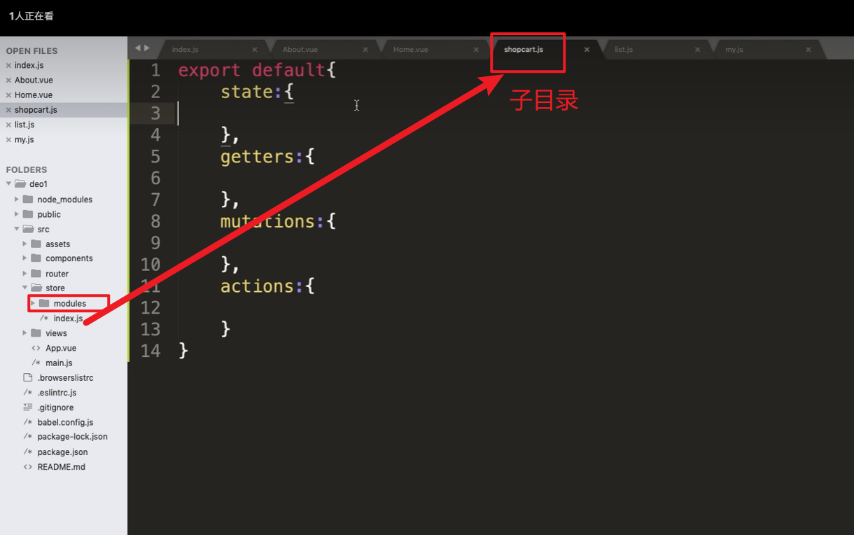 1人正在看
OPEN FILES
index.js
About.vue
Home.vue
shopcart.js
list.js
my.js
FOLDERS
deo1
node_modules
public
src
assets
components
router
store
modules
/* index.js
views
<> App.vue
/* main.js
.browserslistrc
/* .eslintrc.js
.gitignore
/* babel.config.js
/* package-lock.json
/* package.json
<> README.md
index.js
About.vue
Home.vue
shopcart.js
list.js
my.js
子目录
1 export default{
2 state:{
3
4 },
5 getters:{
6
7 },
8 mutations:{
9
10 },
11 actions:{
12
13 }
14 }